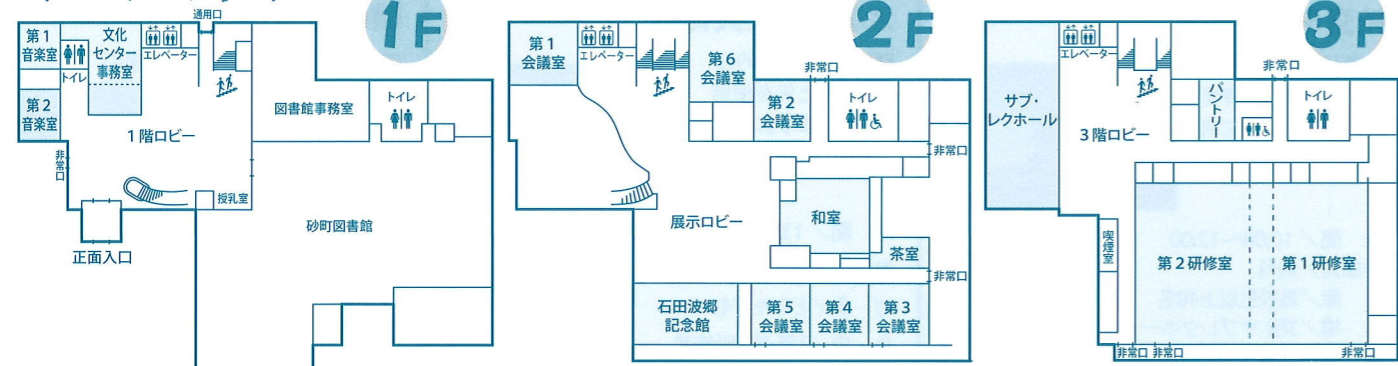 1F
通用口
第1
音楽室
トイレ
文化
センター
事務室
エレベーター
第2
音楽室
1階ロビー
非常口
図書館事務室
トイレ
授乳室
砂町図書館
正面入口
2F
第1
会議室
エレベーター
第6
会議室
第2
会議室
非常口
トイレ
非常口
展示ロビー
和室
茶室
非常口
石田波郷
記念館
第5
会議室
第4
会議室
第3
会議室
3F
エレベーター
サブ・
レクホール
3階ロビー
パントリー
非常口
トイレ
喫煙室
第2研修室
第1研修室
非常口
非常口
非常口